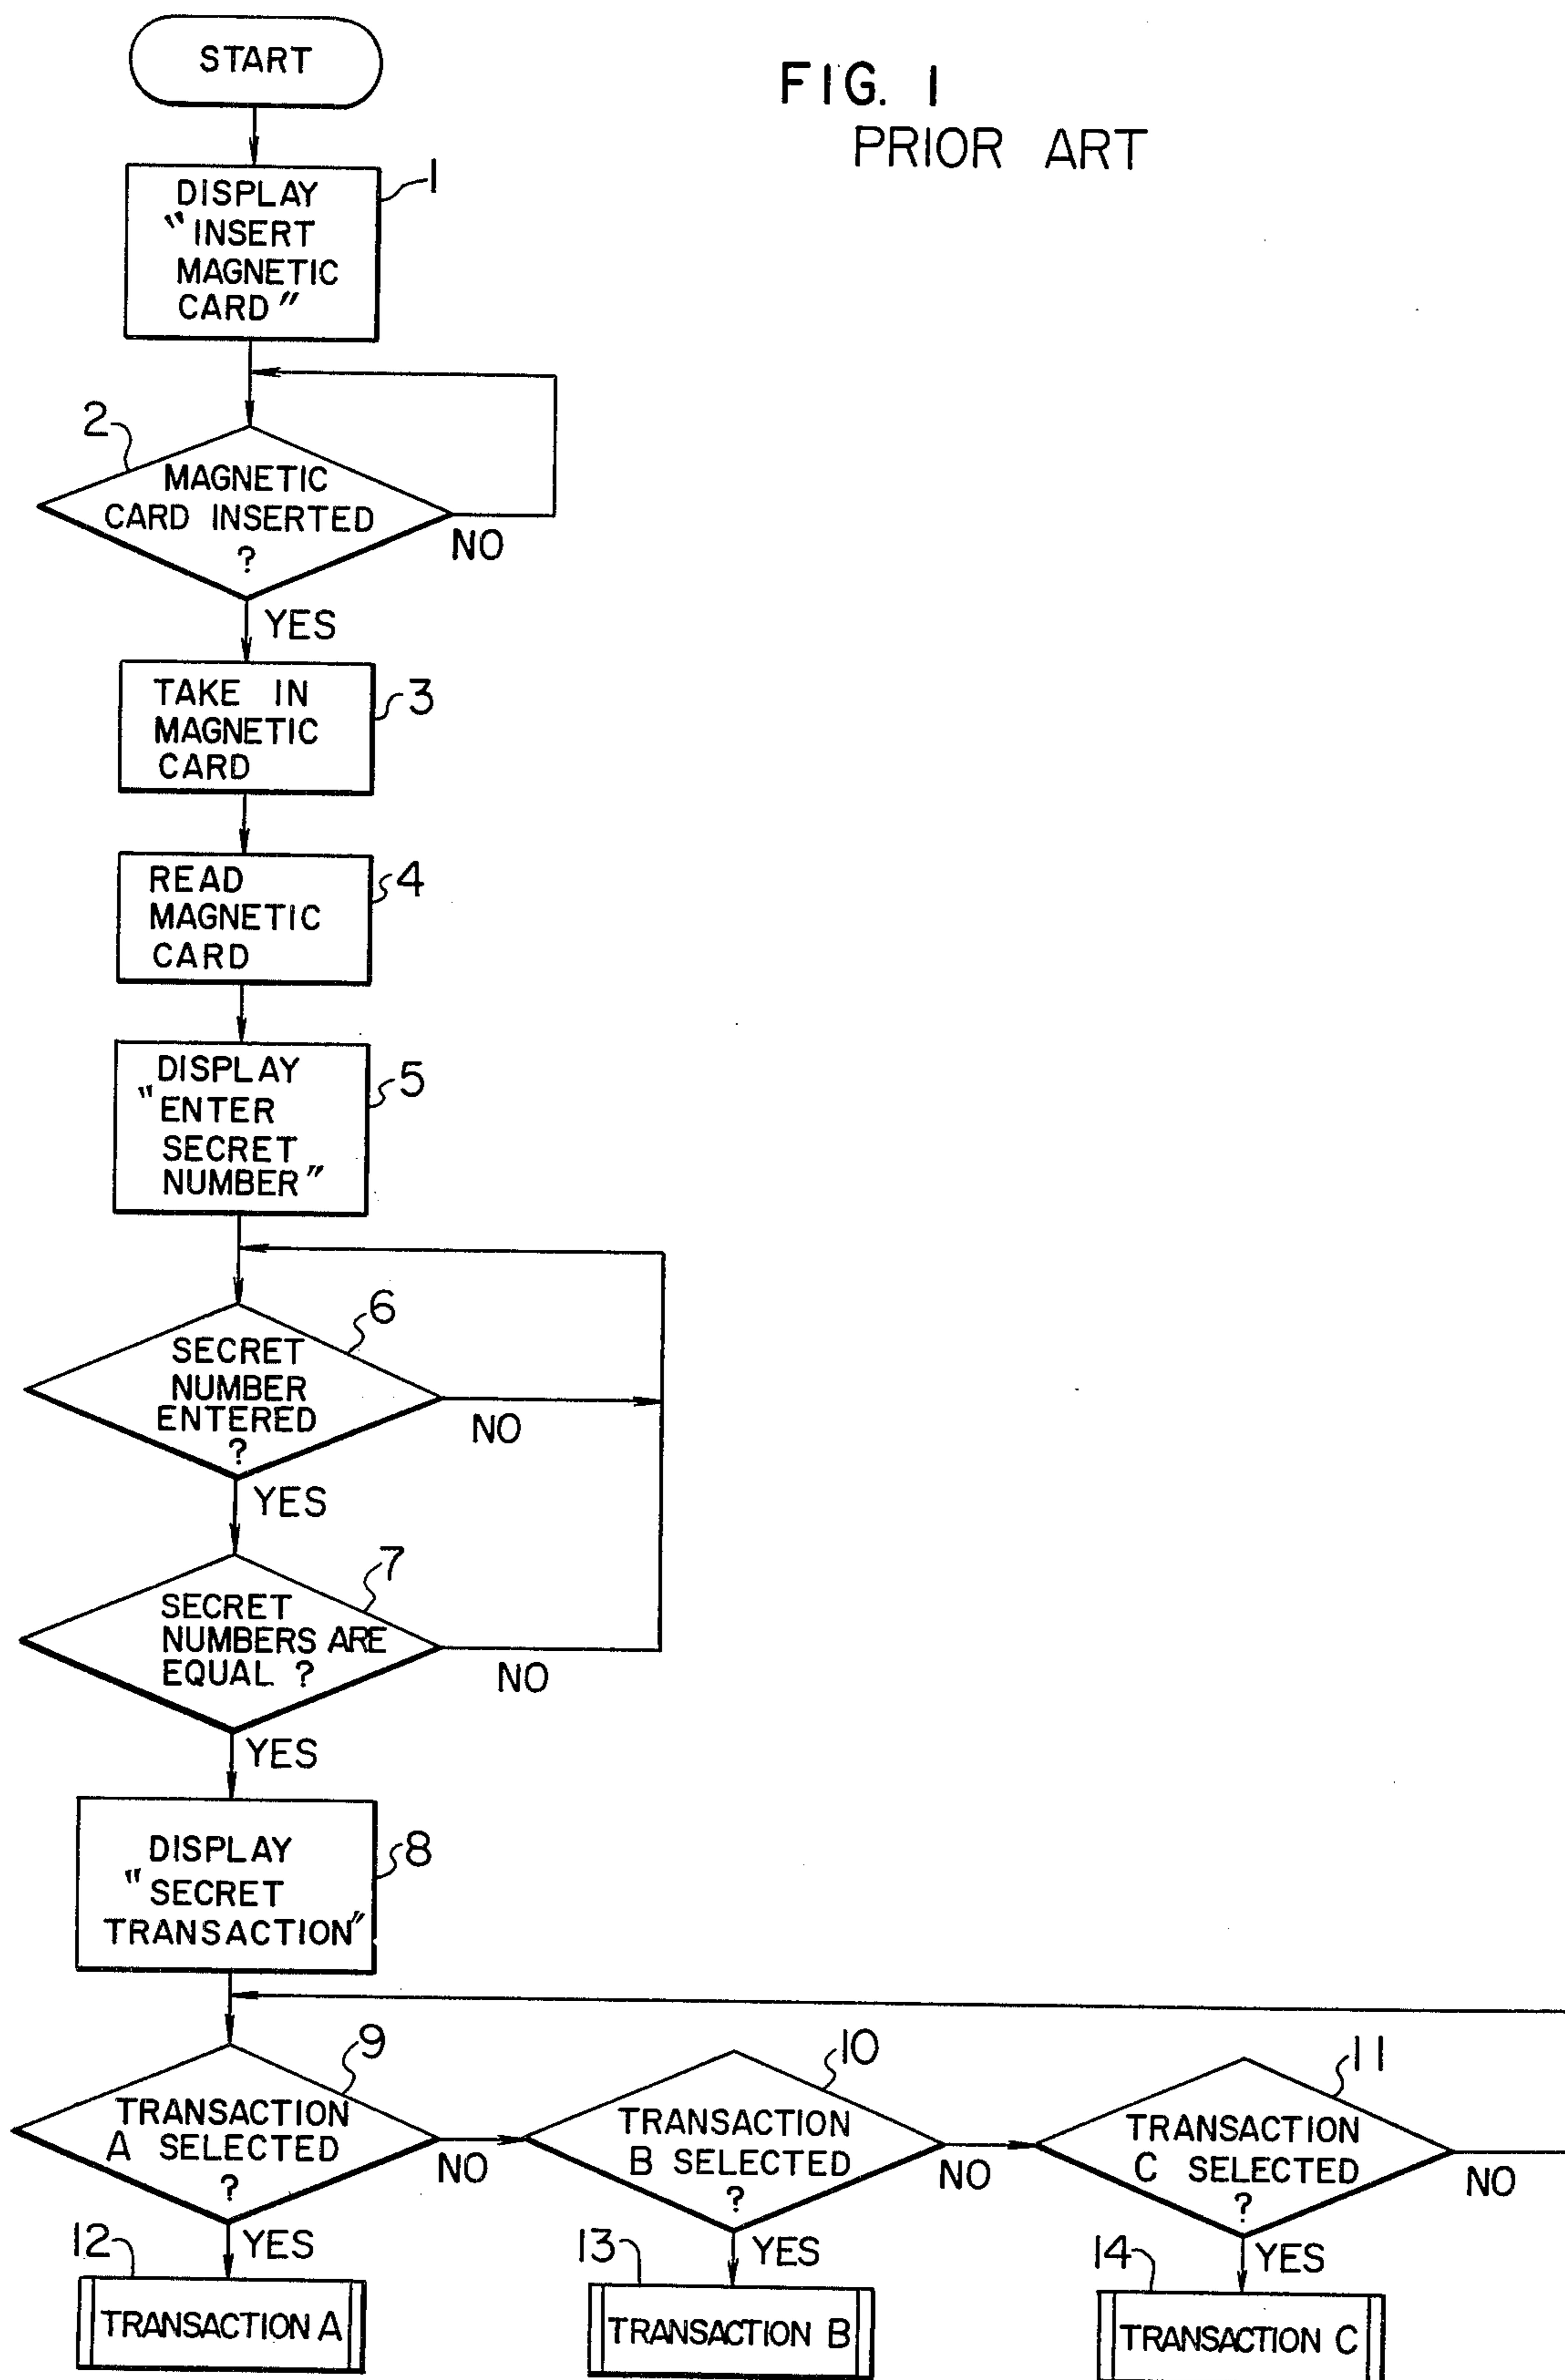 START
FIG. 1
PRIOR ART
DISPLAY
"INSERT
MAGNETIC
CARD"
1
2
MAGNETIC
CARD INSERTED
?
NO
YES
TAKE IN
MAGNETIC
CARD
3
READ
MAGNETIC
CARD
4
DISPLAY
"ENTER
SECRET
NUMBER"
5
6
SECRET
NUMBER
ENTERED
?
NO
YES
7
SECRET
NUMBERS ARE
EQUAL ?
NO
YES
DISPLAY
"SECRET
TRANSACTION"
8
9
TRANSACTION
A SELECTED
?
NO
YES
10
TRANSACTION
B SELECTED
?
NO
YES
11
TRANSACTION
C SELECTED
?
NO
YES
12
TRANSACTION A
13
TRANSACTION B
14
TRANSACTION C